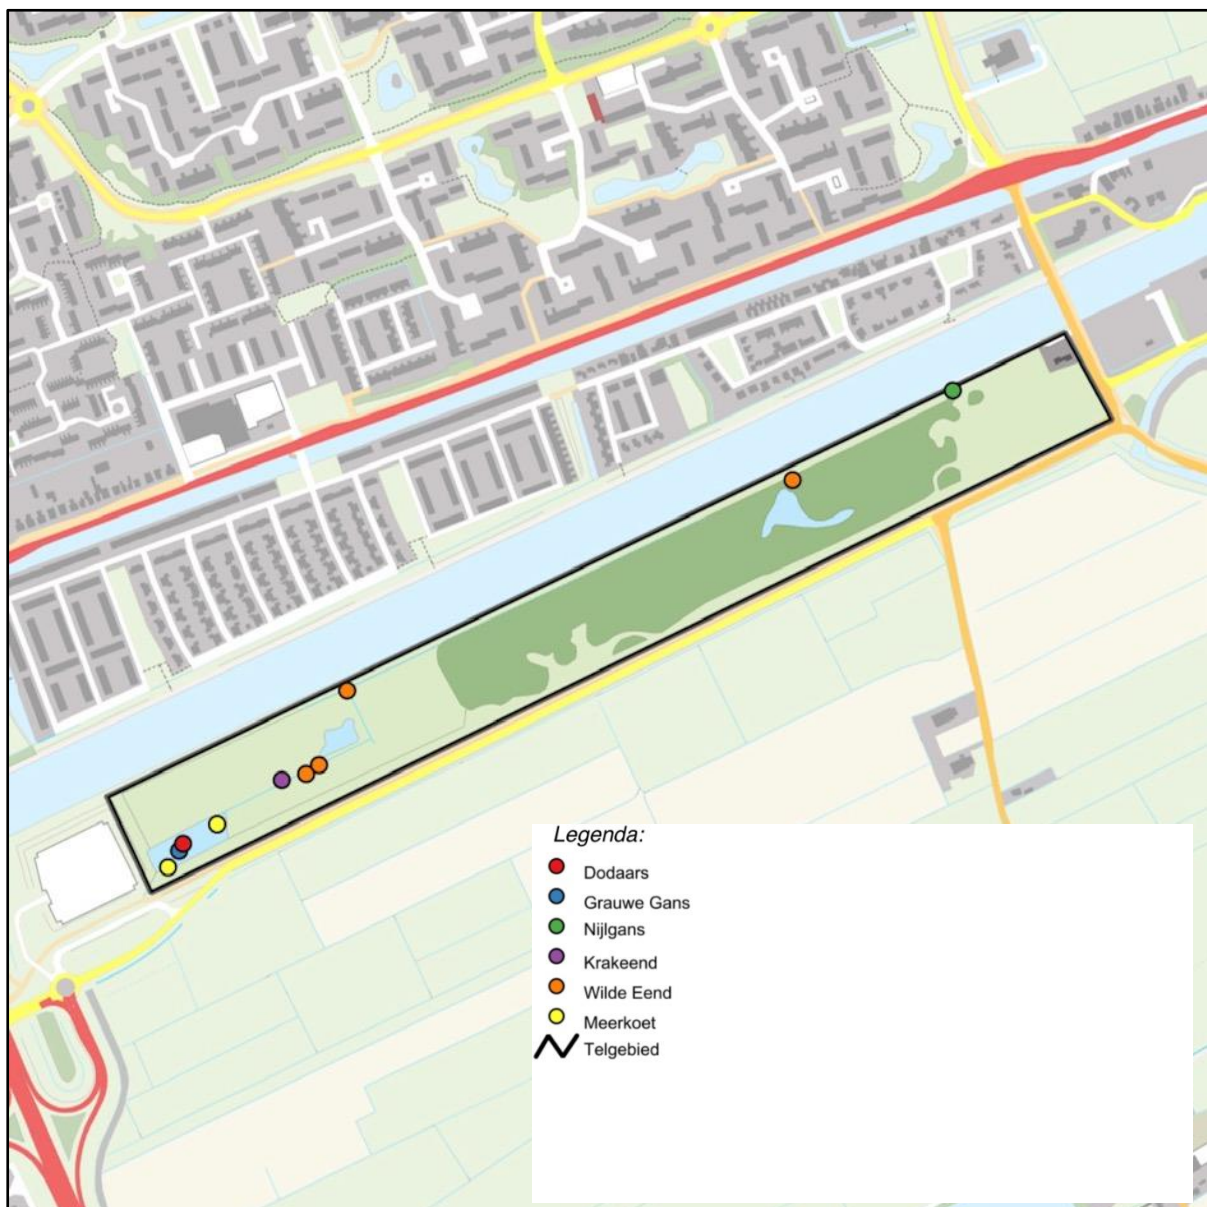 Legenda:
Dodaars
Grauwe Gans
Nijlgans
Krakeend
Wilde Eend
Meerkoet
Telgebied